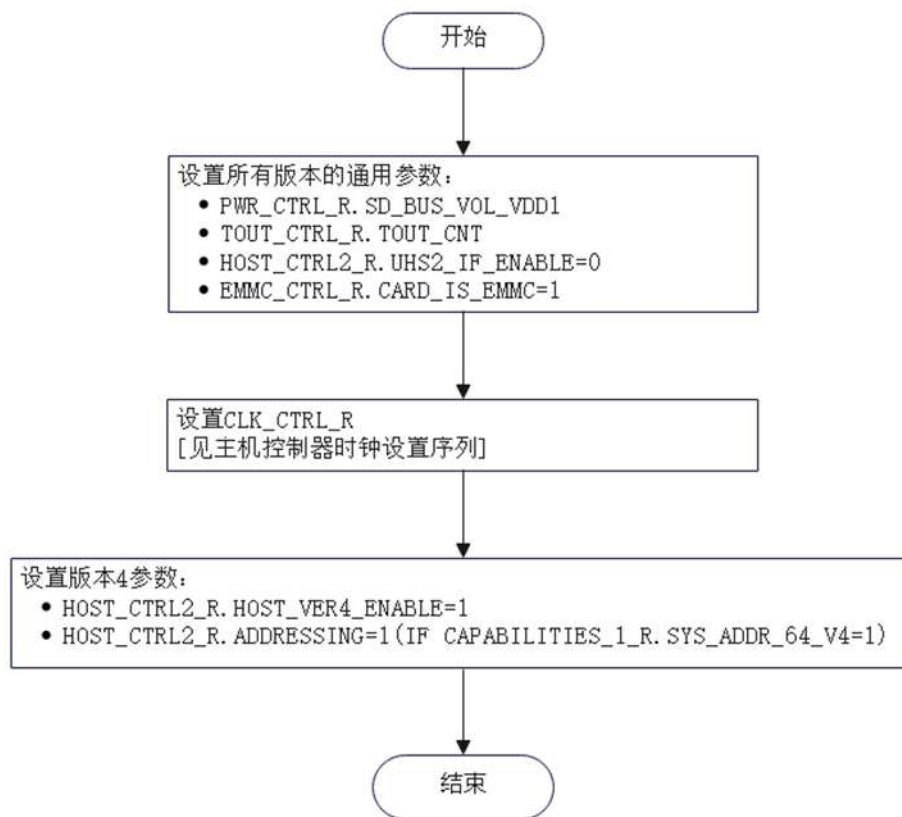 开始
设置所有版本的通用参数：
• PWR_CTRL_R.SD_BUS_VOL_VDD1
• TOUT_CTRL_R.TOUT_CNT
• HOST_CTRL2_R.UHS2_IF_ENABLE=0
• EMMC_CTRL_R.CARD_IS_EMMC=1
设置CLK_CTRL_R
[见主机控制器时钟设置序列]
设置版本4参数：
• HOST_CTRL2_R.HOST_VER4_ENABLE=1
• HOST_CTRL2_R.ADDRESSING=1(IF CAPABILITIES_1_R.SYS_ADDR_64_V4=1)
结束